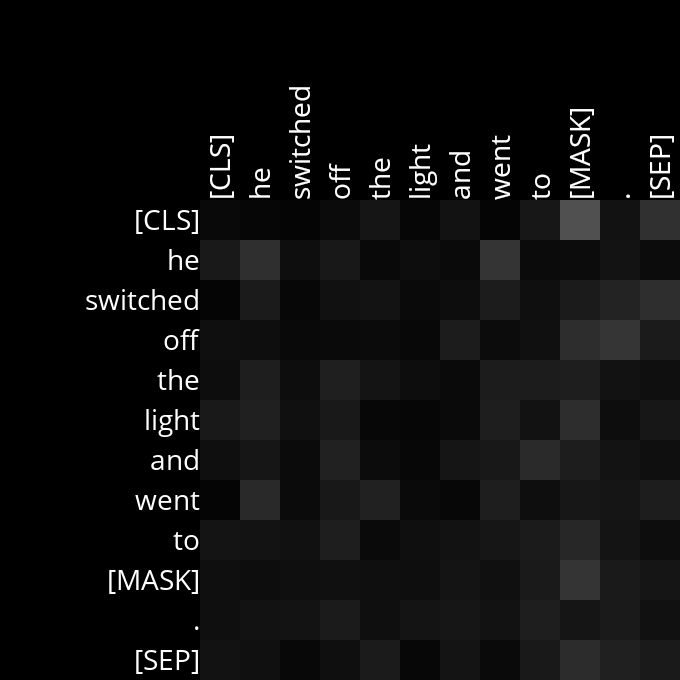 [CLS] he switched off the light and went to [MASK] . [SEP]
[CLS]
he
switched
off
the
light
and
went
to
[MASK]
.
[SEP]